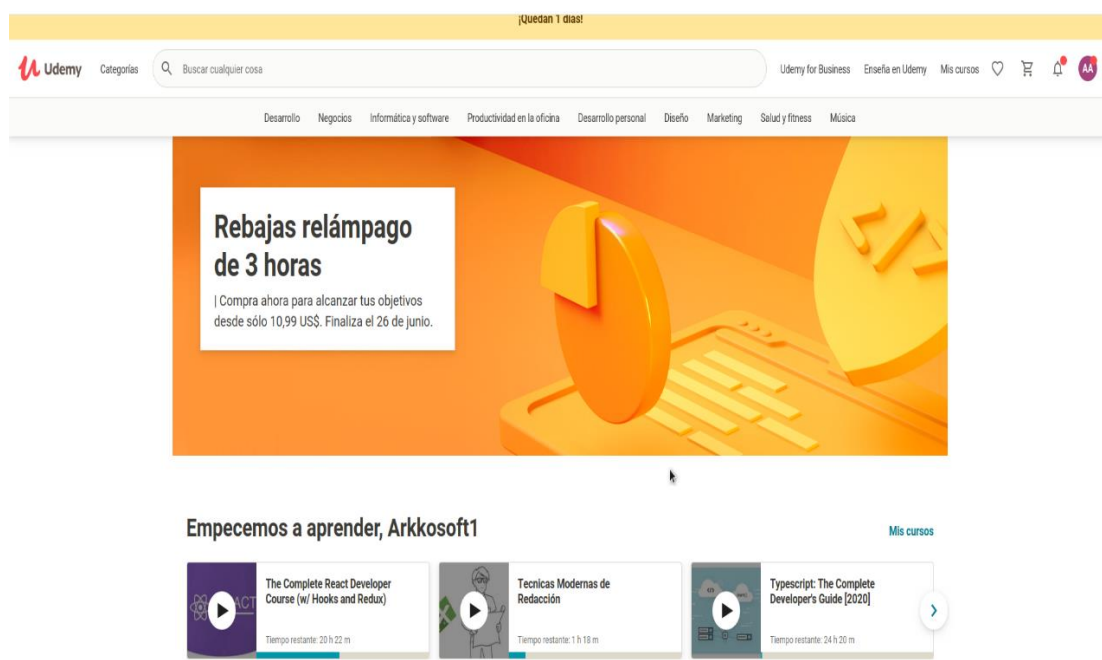 ¡Quedan 1 días!
Udemy Categorías Buscar cualquier cosa Udemy for Business Enseña en Udemy Mis cursos AA
Desarrollo Negocios Informática y software Productividad en la oficina Desarrollo personal Diseño Marketing Salud y fitness Música
Rebajas relámpago
de 3 horas
| Compra ahora para alcanzar tus objetivos
desde sólo 10,99 US$. Finaliza el 26 de junio.
</>
Empecemos a aprender, Arkkosoft1
Mis cursos
The Complete React Developer
Course (w/ Hooks and Redux)
Tiempo restante: 20 h 22 m
Tecnicas Modernas de
Redacción
Tiempo restante: 1 h 18 m
Typescript: The Complete
Developer's Guide [2020]
Tiempo restante: 24 h 20 m